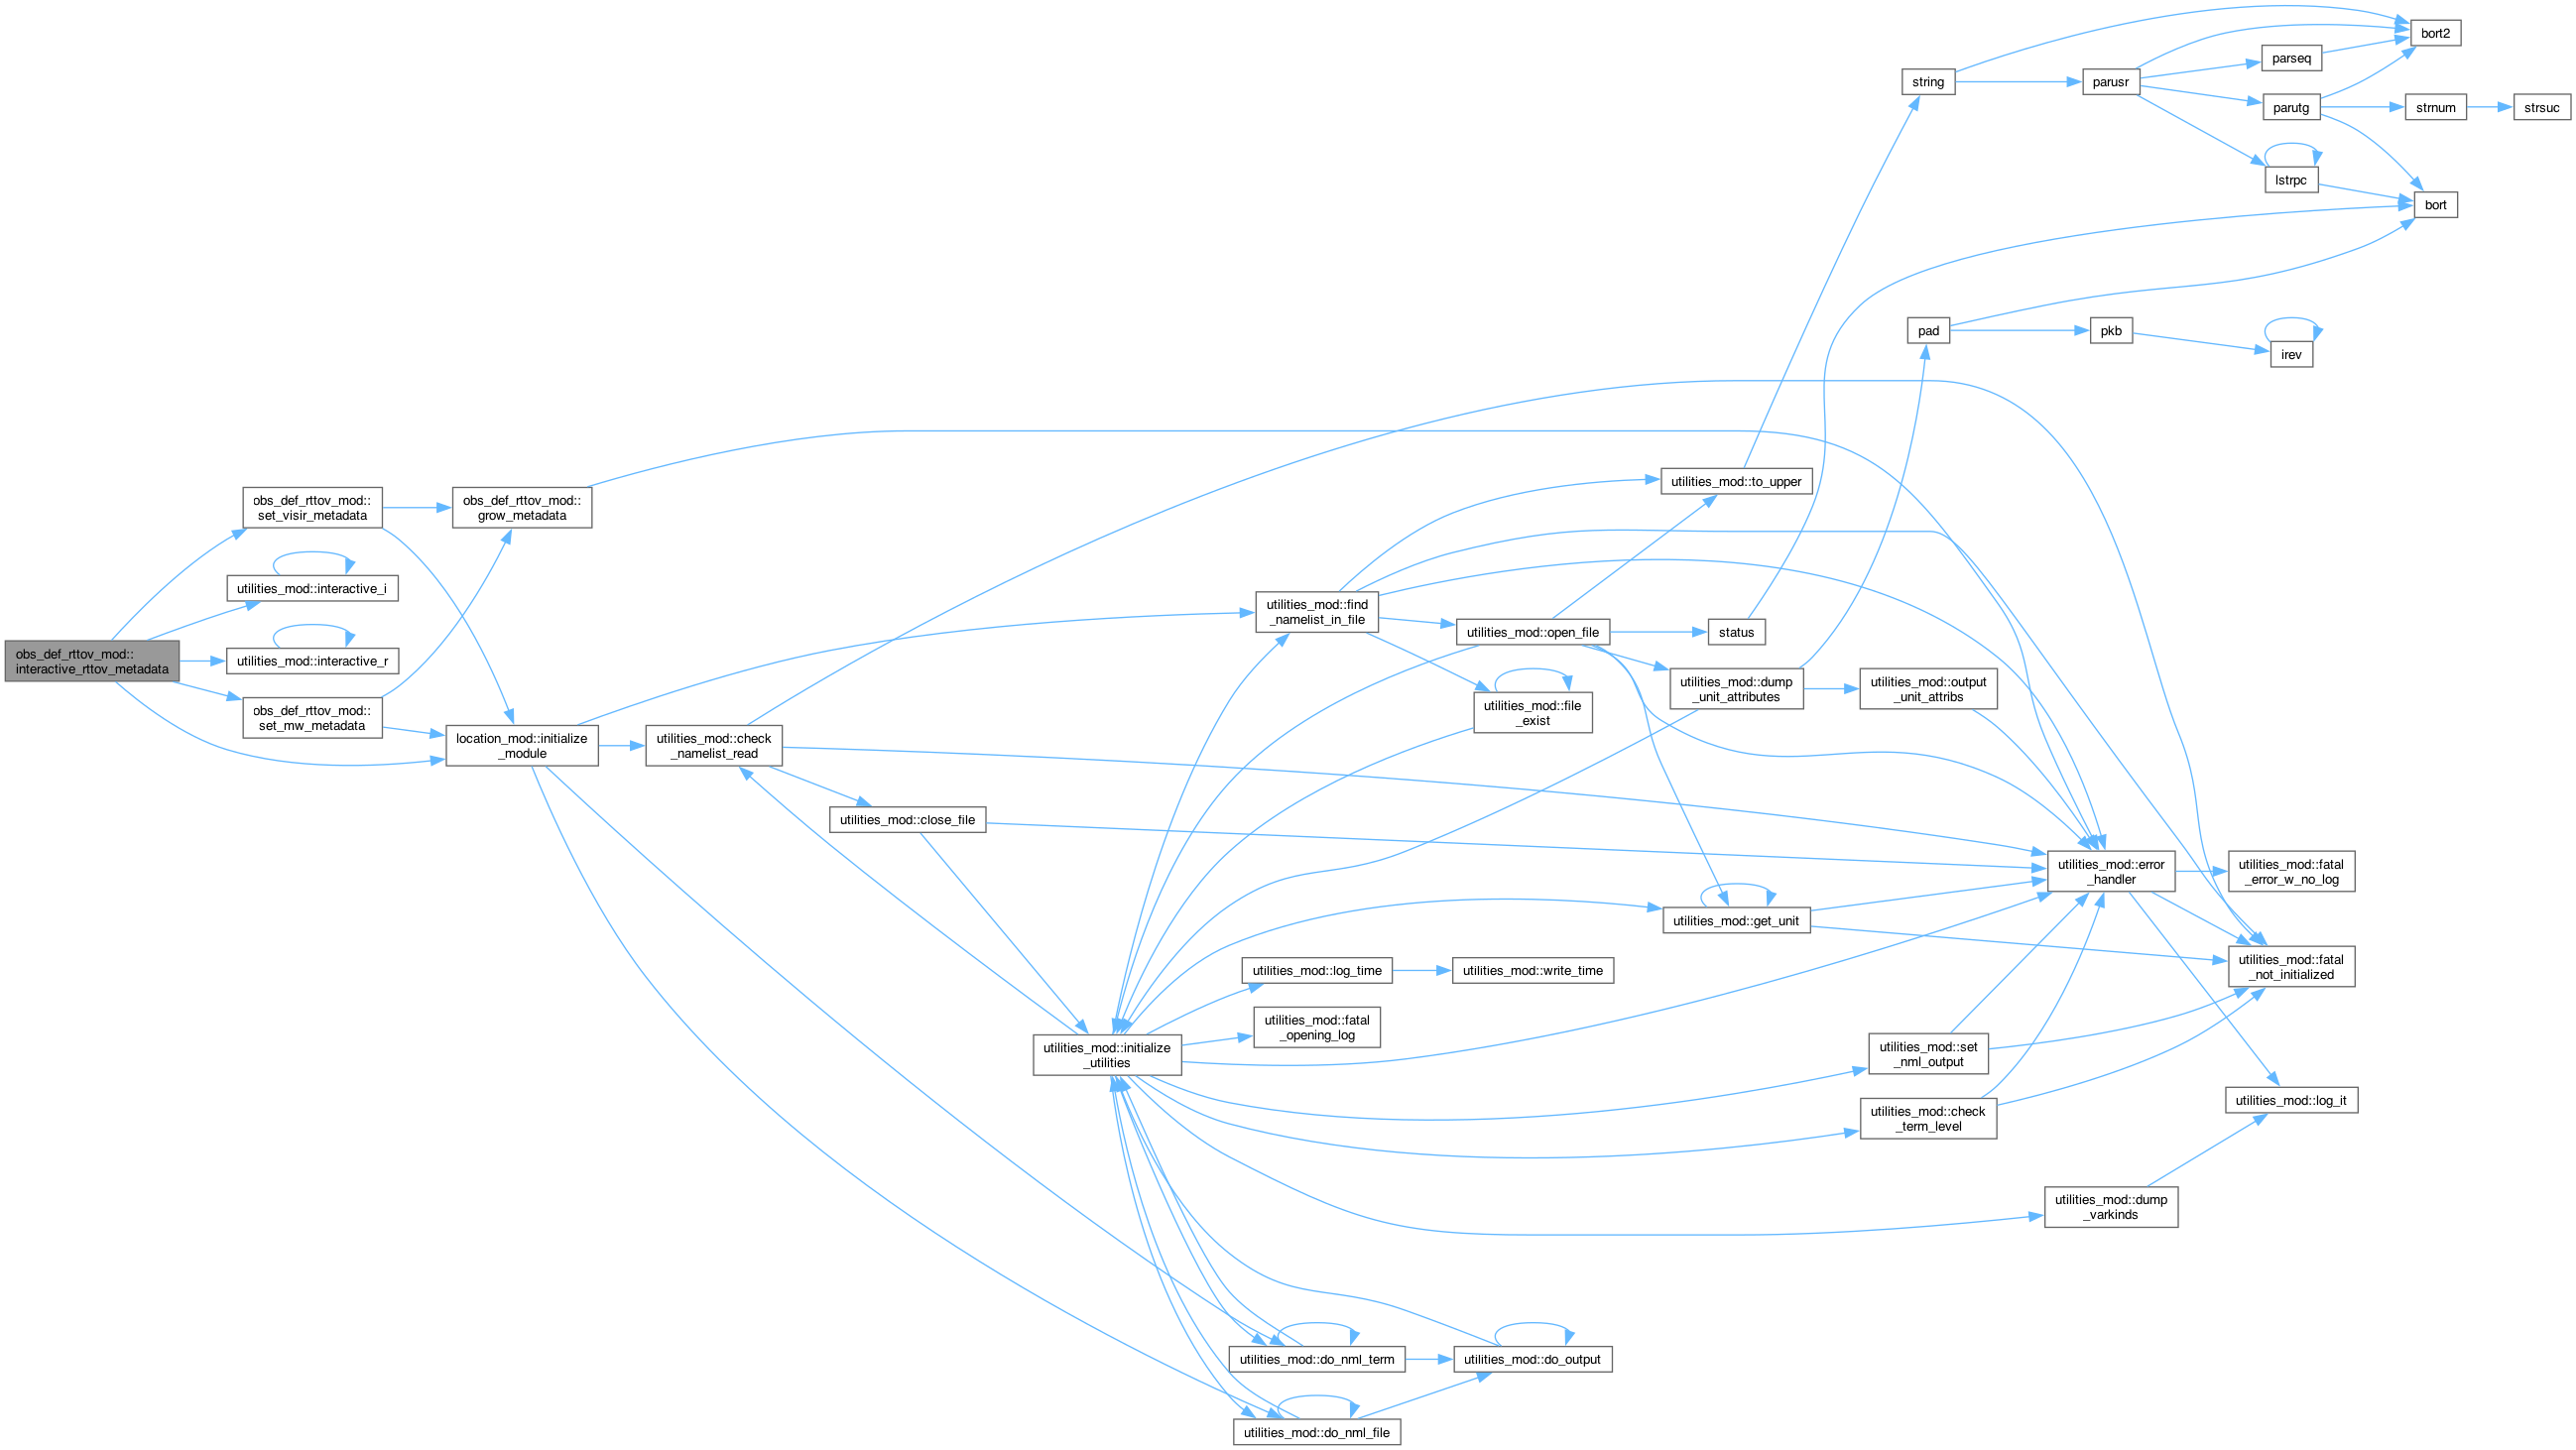 obs_def_rttov_mod::
interactive_rttov_metadata
obs_def_rttov_mod::
set_visir_metadata
utilities_mod::interactive_i
utilities_mod::interactive_r
obs_def_rttov_mod::
set_mw_metadata
obs_def_rttov_mod::
grow_metadata
location_mod::initialize
_module
utilities_mod::check
_namelist_read
utilities_mod::close_file
utilities_mod::initialize
_utilities
utilities_mod::find
_namelist_in_file
utilities_mod::log_time
utilities_mod::fatal
_opening_log
utilities_mod::do_nml_term
utilities_mod::do_nml_file
utilities_mod::open_file
utilities_mod::file
_exist
utilities_mod::write_time
utilities_mod::do_output
utilities_mod::to_upper
status
utilities_mod::dump
_unit_attributes
utilities_mod::get_unit
string
pad
utilities_mod::output
_unit_attribs
utilities_mod::set
_nml_output
utilities_mod::check
_term_level
parusr
pkb
utilities_mod::error
_handler
utilities_mod::dump
_varkinds
parseq
parutg
lstrpc
irev
utilities_mod::fatal
_error_w_no_log
utilities_mod::fatal
_not_initialized
utilities_mod::log_it
bort2
strnum
bort
strsuc